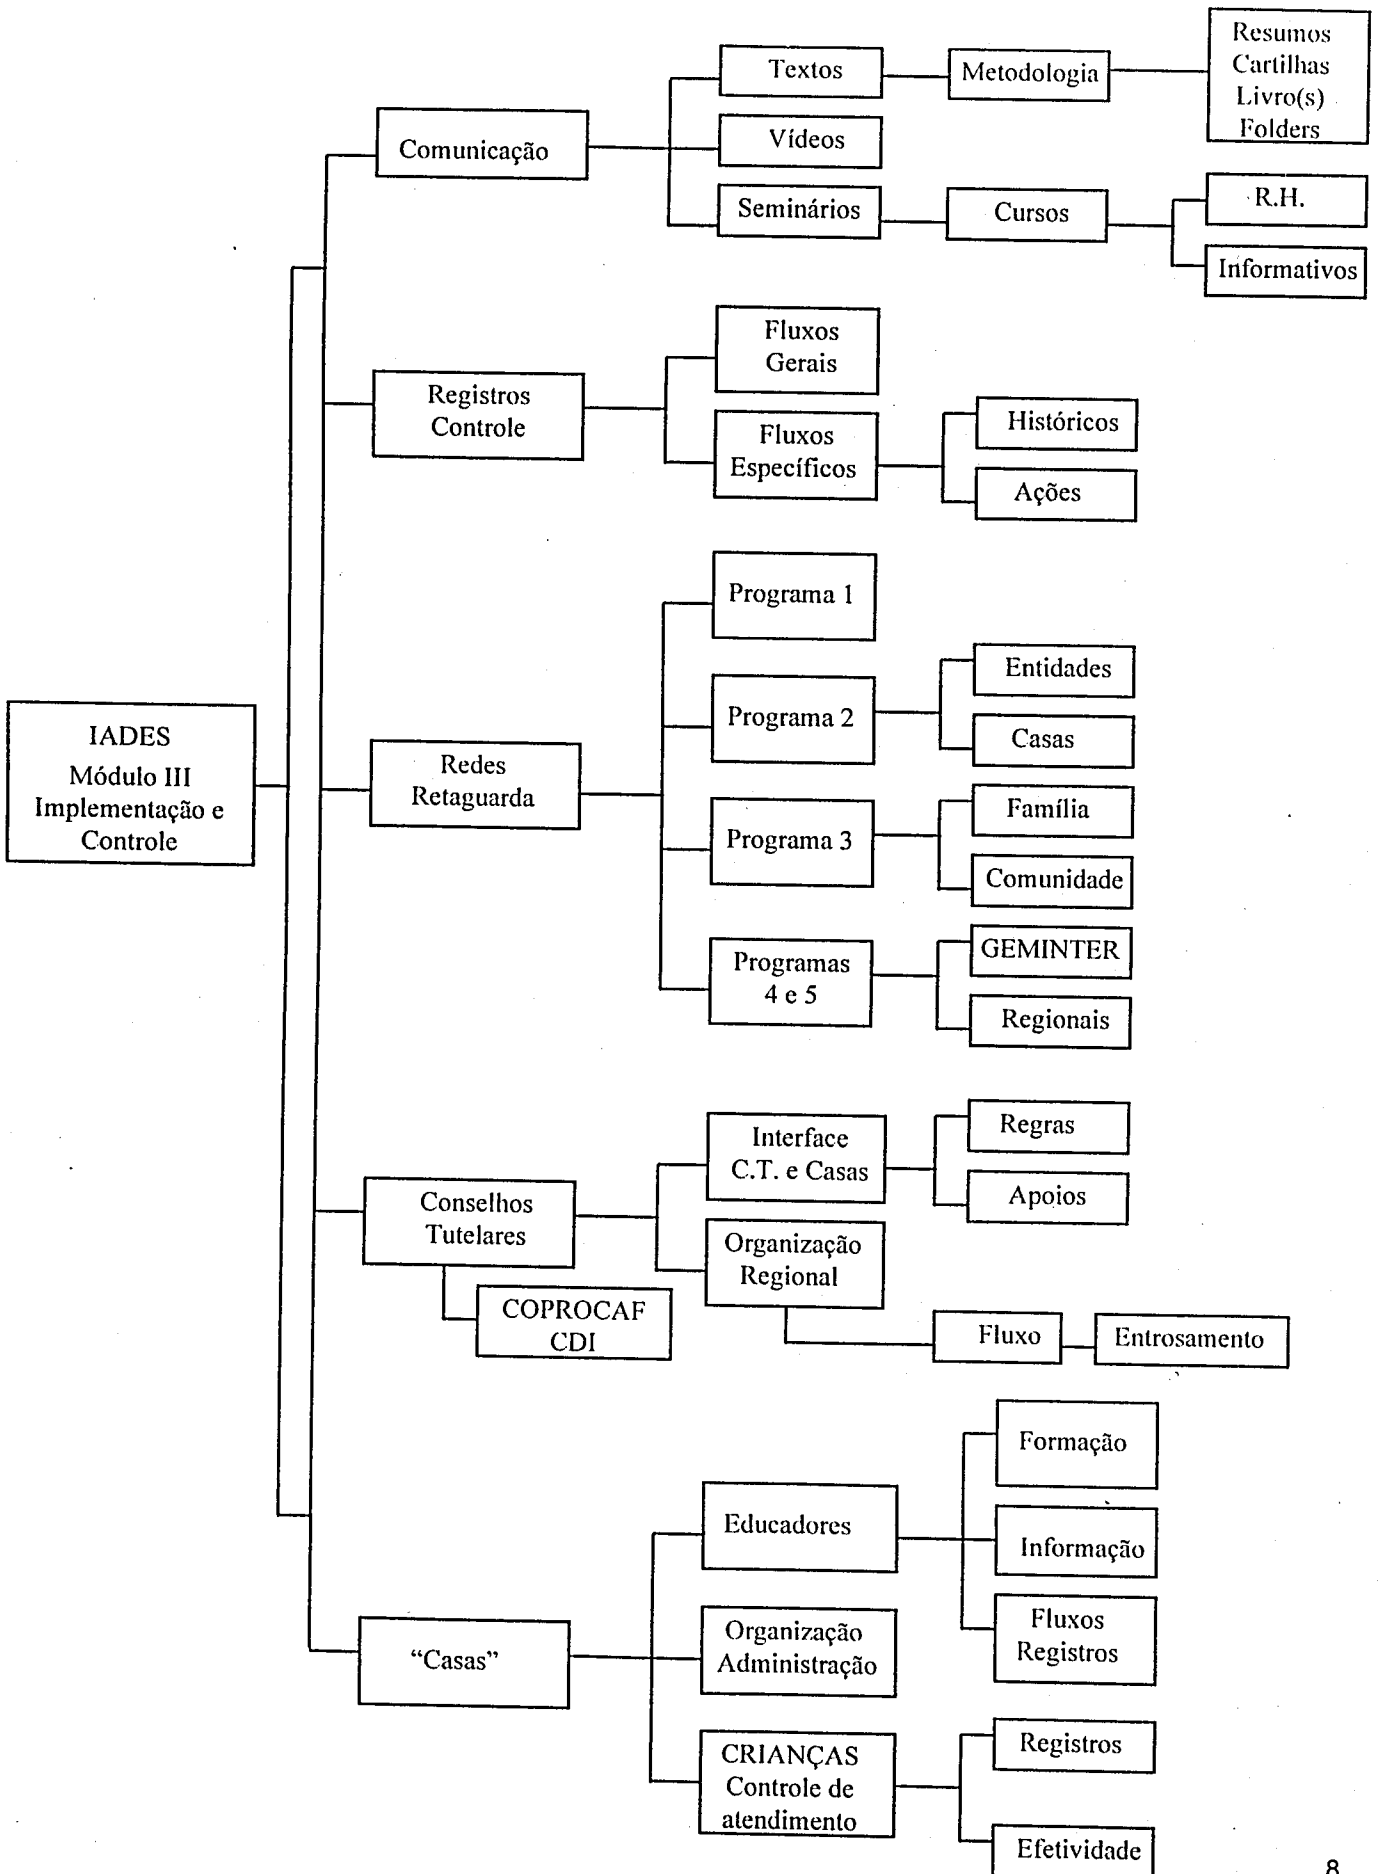 IADES
Módulo III
Implementação e
Controle
Comunicação
Textos
Metodologia
Resumos
Cartilhas
Livro(s)
Folders
Vídeos
Seminários
Cursos
R.H.
Informativos
Registros
Controle
Fluxos
Gerais
Fluxos
Específicos
Históricos
Ações
Redes
Retaguarda
Programa 1
Programa 2
Entidades
Casas
Programa 3
Família
Comunidade
Programas
4 e 5
GEMINTER
Regionais
Conselhos
Tutelares
COPROCAF
CDI
Interface
C.T. e Casas
Regras
Apoios
Organização
Regional
Fluxo
Entrosamento
“Casas”
Educadores
Formação
Informação
Fluxos
Registros
Organização
Administração
CRIANÇAS
Controle de
atendimento
Registros
Efetividade
8